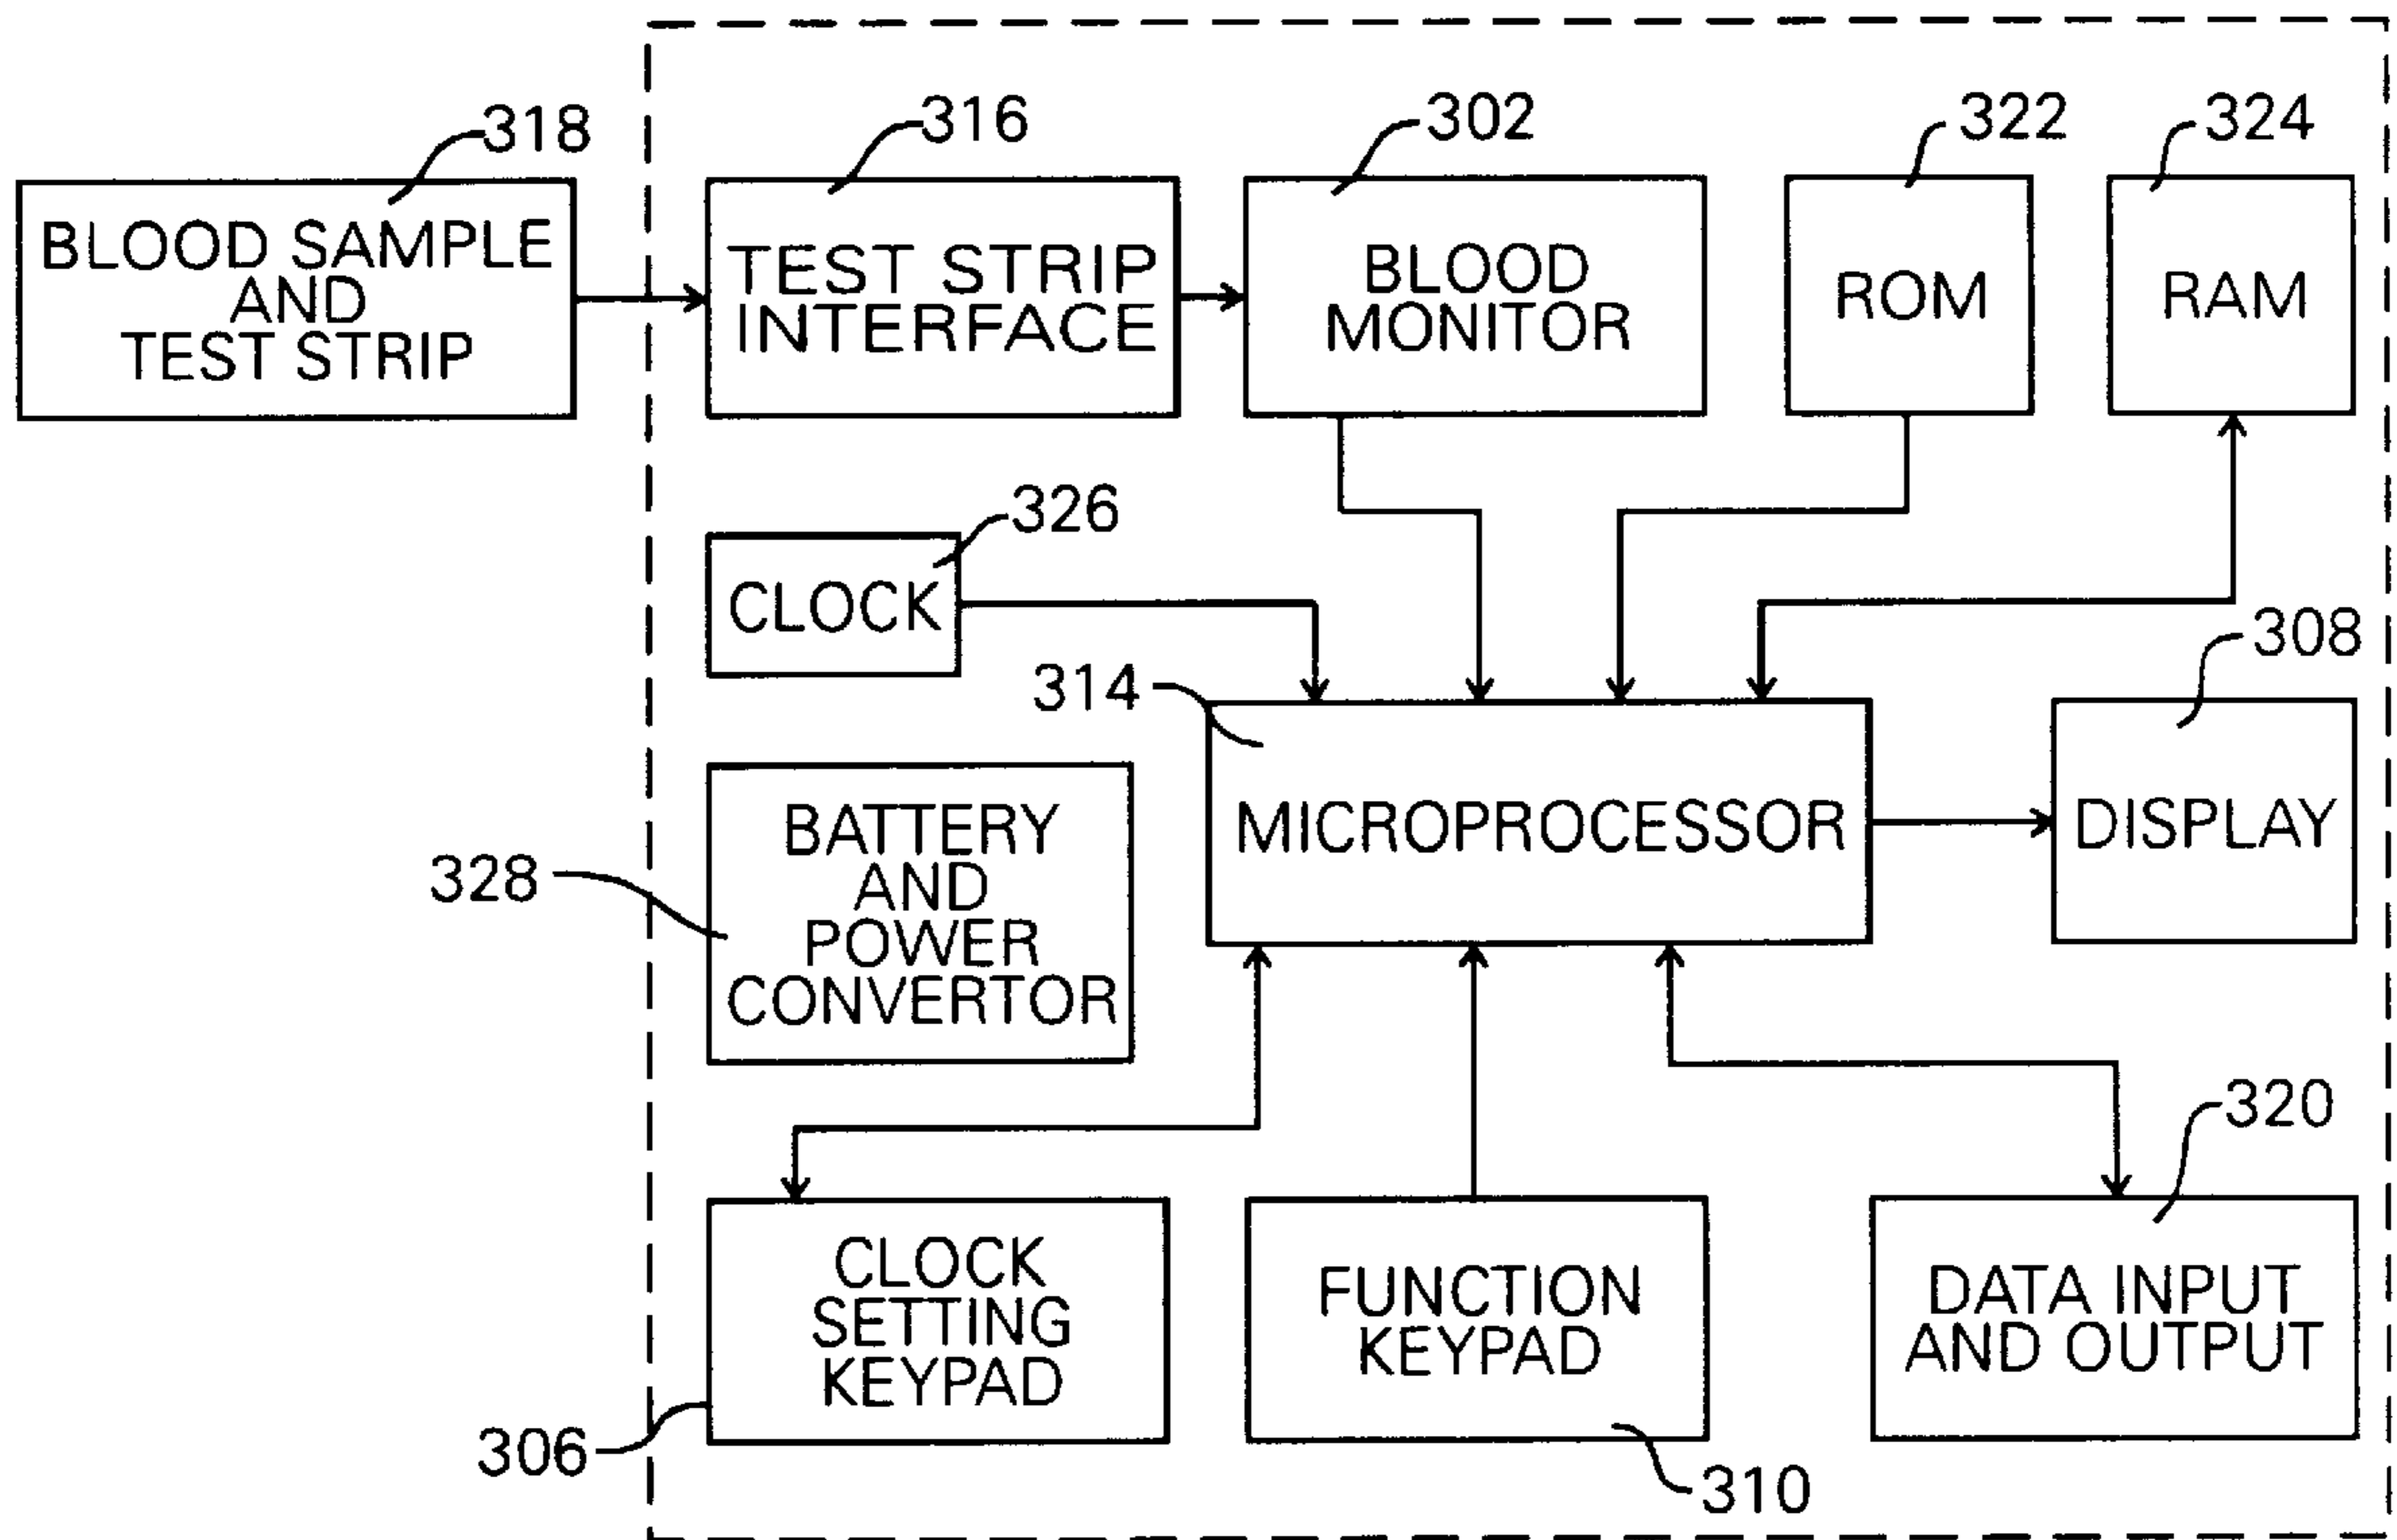 318
316
302
322
324
BLOOD SAMPLE
AND
TEST STRIP
TEST STRIP
INTERFACE
BLOOD
MONITOR
ROM
RAM
326
CLOCK
314
308
MICROPROCESSOR
DISPLAY
328
BATTERY
AND
POWER
CONVERTOR
320
CLOCK
SETTING
KEYPAD
FUNCTION
KEYPAD
DATA INPUT
AND OUTPUT
306
310